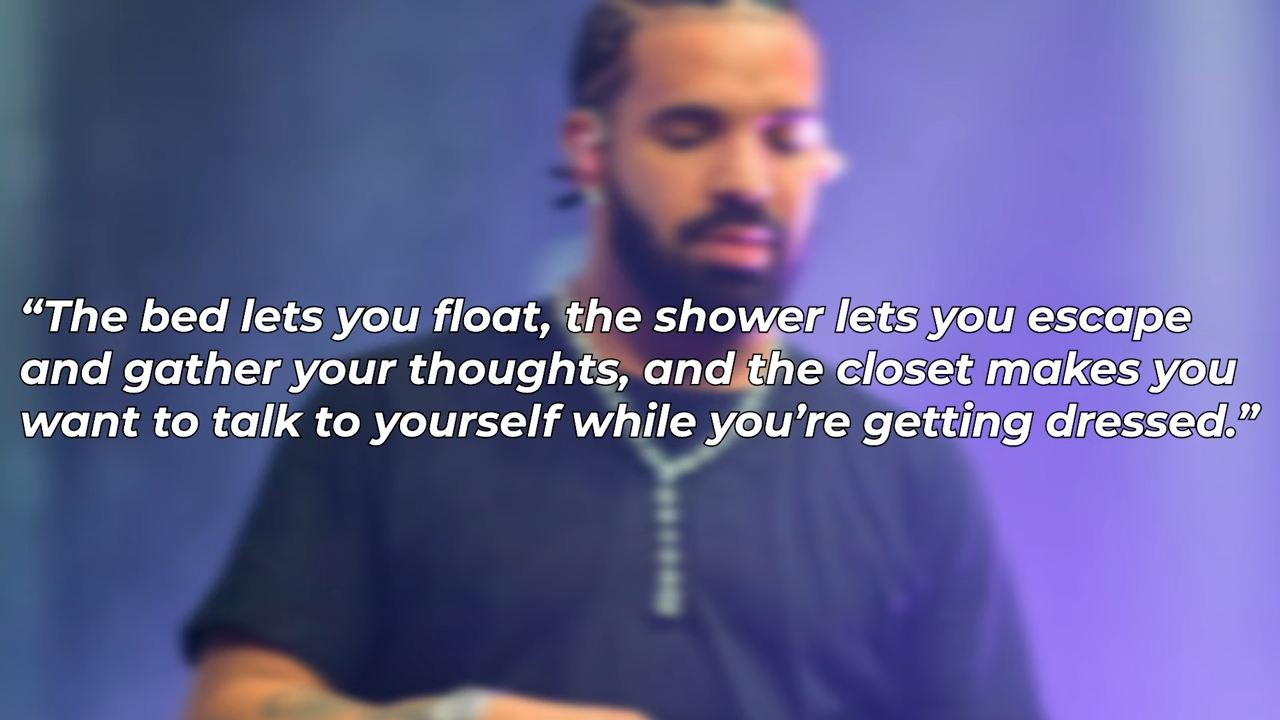 “The bed lets you float, the shower lets you escape
and gather your thoughts, and the closet makes you
want to talk to yourself while you’re getting dressed.”